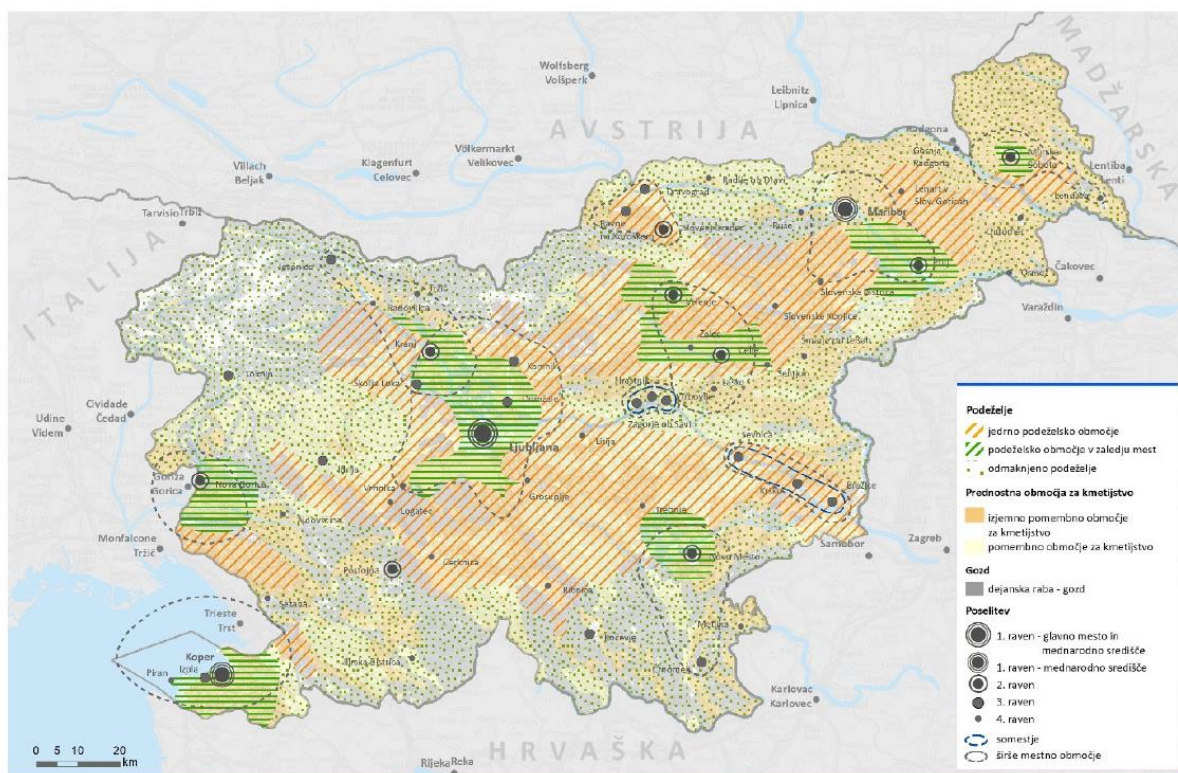 MADŽARSKA
Wolfsberg
Volšperk
Leibnitz
Lipnica
AVSTRIJA
Radgona
Gornja
Radgona
Murska
Sobota
Lentiba
Lendava
Völkermarkt
Velikovec
Klagenfurt
Celovec
Villach
Beljak
Dravograd
Radlje ob Dravi
Lenart v
Slov. Goricah
Maribor
Ravne
na Koroškem
Slovenj Gradec
Ruše
Ljutomer
Tarvisio
Trbiž
ITALIJA
Jesenice
Ptuj
Ormož
Čakovec
Tržič
Radovljica
Velenje
Slovenska Bistrica
Varaždin
Slovenske Konjice
Kranj
Žalec
Celje
Kamnik
Tolmin
Škofja Loka
Domžale
Hrastnik
Trbovlje
Laško
Zagorje ob Savi
Cividade
Čedad
Udine
Videm
Ljubljana
Litija
Sevnica
Idrija
Krško
Brežice
Gorizia
Gorica
Nova Gorica
Vrhnika
Grosuplje
Logatec
Trebnje
Ajdovščina
Monfalcone
Tržič
Samobor
Zagreb
Novo Mesto
Cerknica
Postojna
Ribnica
Sežana
Trieste
Trst
Metlika
Kočevje
Koper
Izola
Piran
Ilirska Bistrica
Črnomelj
Karlovac
Karlovec
HRVAŠKA
Rijeka
Reka
0 5 10 20
km
Podeželje
jedrno podeželsko območje
podeželsko območje v zaledju mest
odmaknjeno podeželje
Prednostna območja za kmetijstvo
izjemno pomembno območje
za kmetijstvo
pomembno območje za kmetijstvo
Gozd
dejanska raba - gozd
Poselitev
1. raven - glavno mesto in
mednarodno središče
1. raven - mednarodno središče
2. raven
3. raven
4. raven
somestje
širše mestno območje